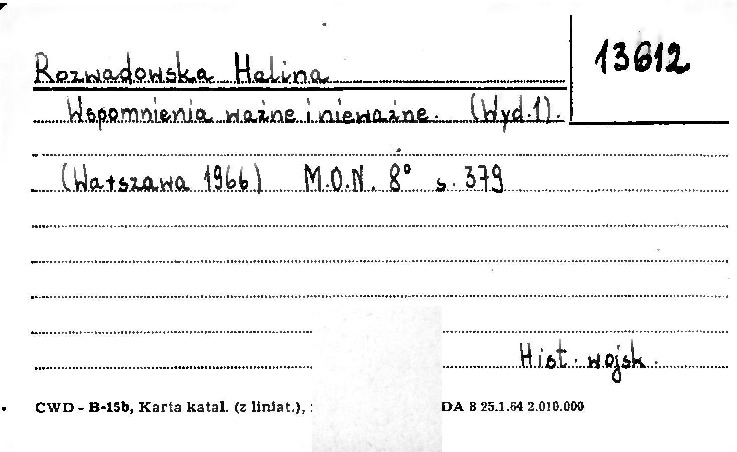 13612
Rozwadowska Halina
Wspomnienia ważne i nieważne. (Wyd.1).
(Warszawa 1966) M.O.N. 8° s. 379
Hist. wojsk.
CWD - B-15b, Karta katal. (z liniat.), DA 8 25.1.64 2.010.000